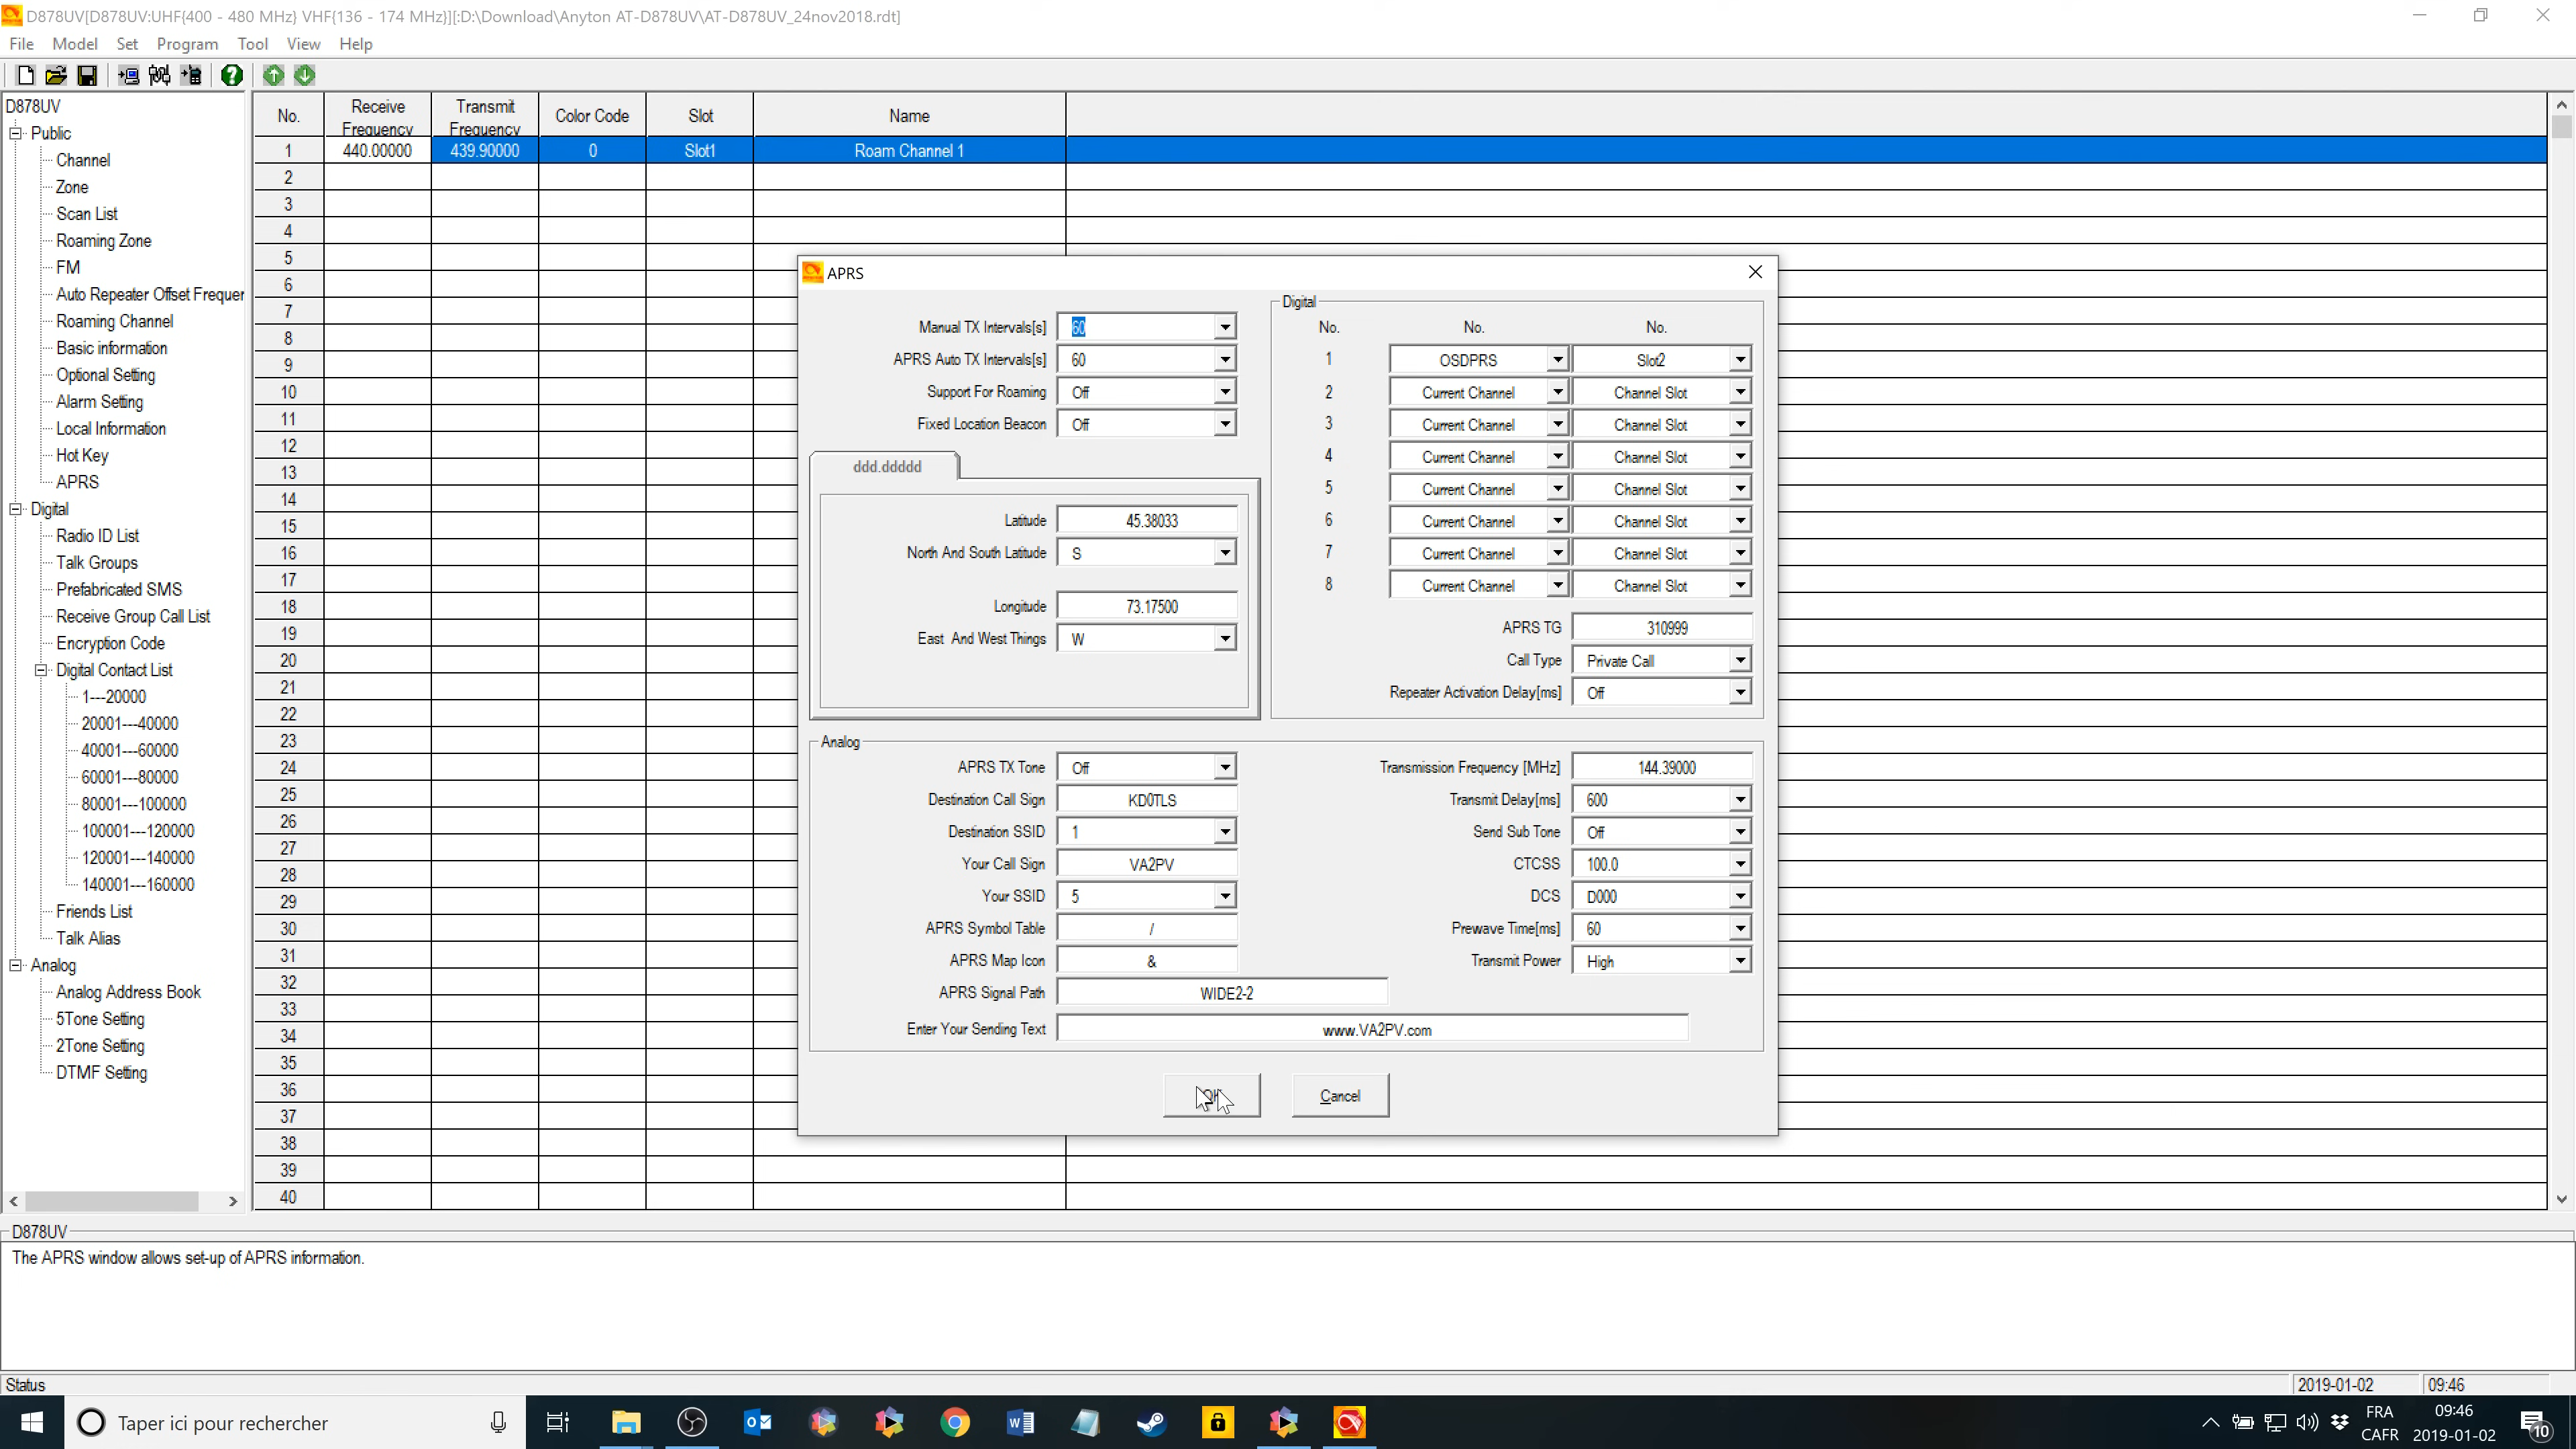 D878UV[D878UV:UHF{400 - 480 MHz} VHF{136 - 174 MHz}][:D:\Download\Anyton AT-D878UV\AT-D878UV_24nov2018.rdt]
File Model Set Program Tool View Help
D878UV
Public
Channel
Zone
Scan List
Roaming Zone
FM
Auto Repeater Offset Frequer
Roaming Channel
Basic information
Optional Setting
Alarm Setting
Local Information
Hot Key
APRS
Digital
Radio ID List
Talk Groups
Prefabricated SMS
Receive Group Call List
Encryption Code
Digital Contact List
1---20000
20001---40000
40001---60000
60001---80000
80001---100000
100001---120000
120001---140000
140001---160000
Friends List
Talk Alias
Analog
Analog Address Book
5Tone Setting
2Tone Setting
DTMF Setting
No. Receive Frequency Transmit Frequency Color Code Slot Name
1 440.00000 439.90000 0 Slot1 Roam Channel 1
2
3
4
5
6
7
8
9
10
11
12
13
14
15
16
17
18
19
20
21
22
23
24
25
26
27
28
29
30
31
32
33
34
35
36
37
38
39
40
APRS
Manual TX Intervals[s] 60
APRS Auto TX Intervals[s] 60
Support For Roaming Off
Fixed Location Beacon Off
ddd.ddddd
Latitude 45.38033
North And South Latitude S
Longitude 73.17500
East And West Things W
Digital
No. No. No.
1 OSDPRS Slot2
2 Current Channel Channel Slot
3 Current Channel Channel Slot
4 Current Channel Channel Slot
5 Current Channel Channel Slot
6 Current Channel Channel Slot
7 Current Channel Channel Slot
8 Current Channel Channel Slot
APRS TG 310999
Call Type Private Call
Repeater Activation Delay[ms] Off
Analog
APRS TX Tone Off
Destination Call Sign KD0TLS
Destination SSID 1
Your Call Sign VA2PV
Your SSID 5
APRS Symbol Table /
APRS Map Icon &
APRS Signal Path WIDE2-2
Enter Your Sending Text www.VA2PV.com
Transmission Frequency [MHz] 144.39000
Transmit Delay[ms] 600
Send Sub Tone Off
CTCSS 100.0
DCS D000
Prewave Time[ms] 60
Transmit Power High
Cancel
D878UV
The APRS window allows set-up of APRS information.
Status 2019-01-02 09:46
Taper ici pour rechercher
FRA
CAFR
09:46
2019-01-02
10